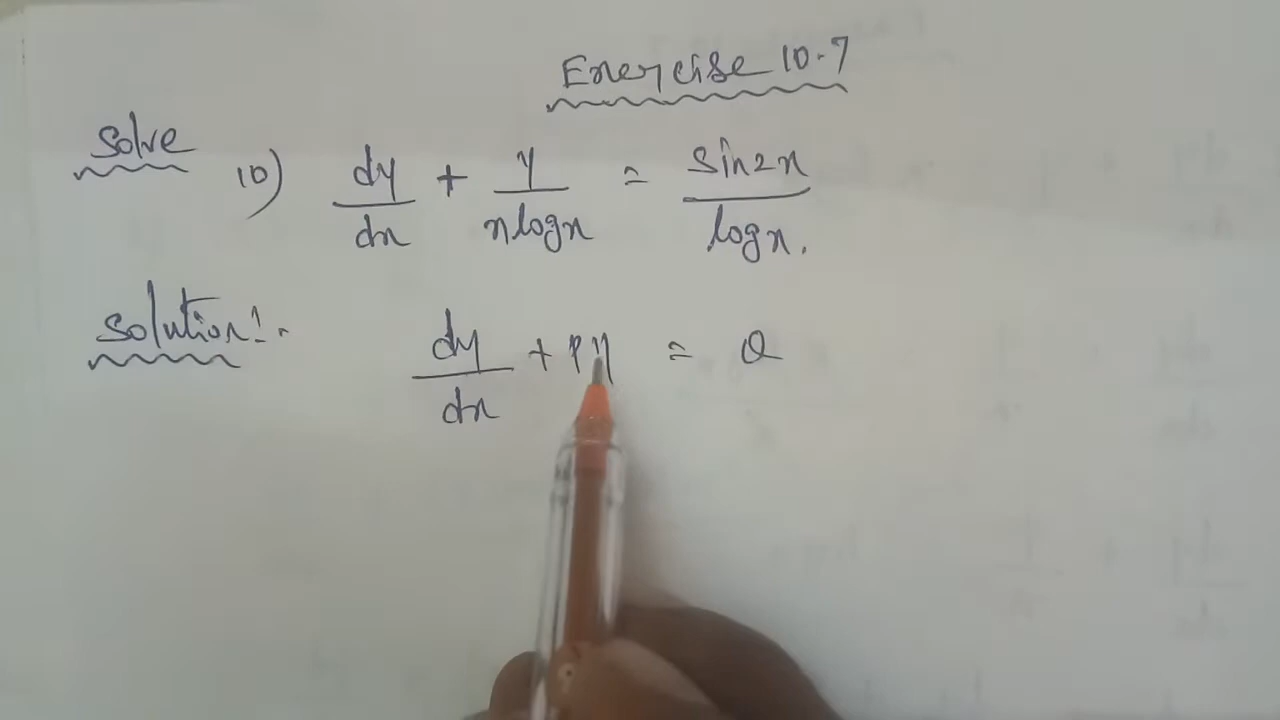 Exercise 10.7
Solve 10) dy/dx + y/(x log x) = sin2x/log x.
Solution:-
dy/dx + Py = Q